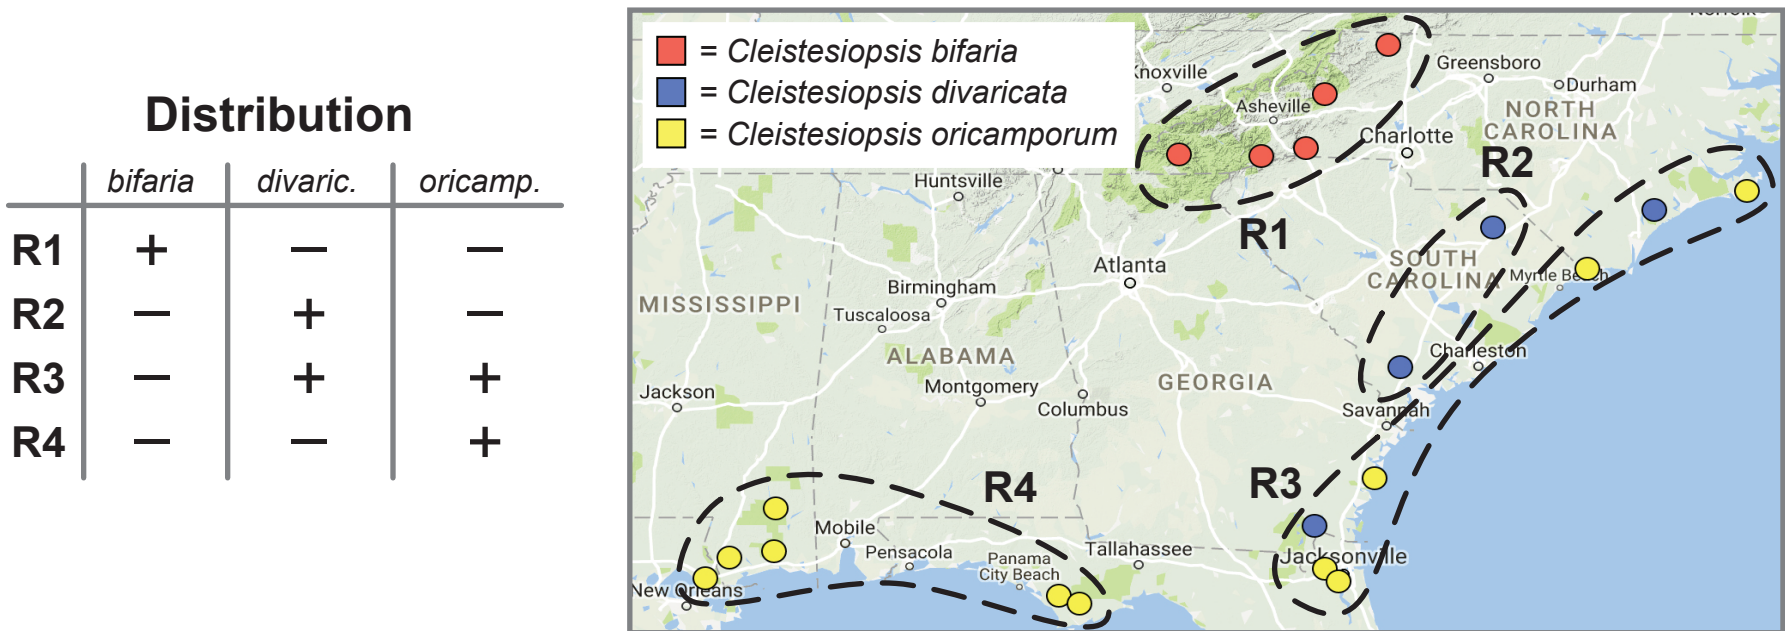 Distribution
bifaria divaric. oricamp.
R1 + — —
R2 — + —
R3 — + +
R4 — — +
= Cleistesiopsis bifaria
= Cleistesiopsis divaricata
= Cleistesiopsis oricamporum
Knoxville
Greensboro
Durham
Asheville
NORTH
CAROLINA
Charlotte
R2
Huntsville
R1
SOUTH
CAROLINA
Atlanta
Myrtle Beach
Birmingham
MISSISSIPPI
Tuscaloosa
ALABAMA
Charleston
GEORGIA
Montgomery
Jackson
Columbus
Savannah
R4
R3
Mobile
Pensacola
Tallahassee
Panama
City Beach
Jacksonville
New Orleans